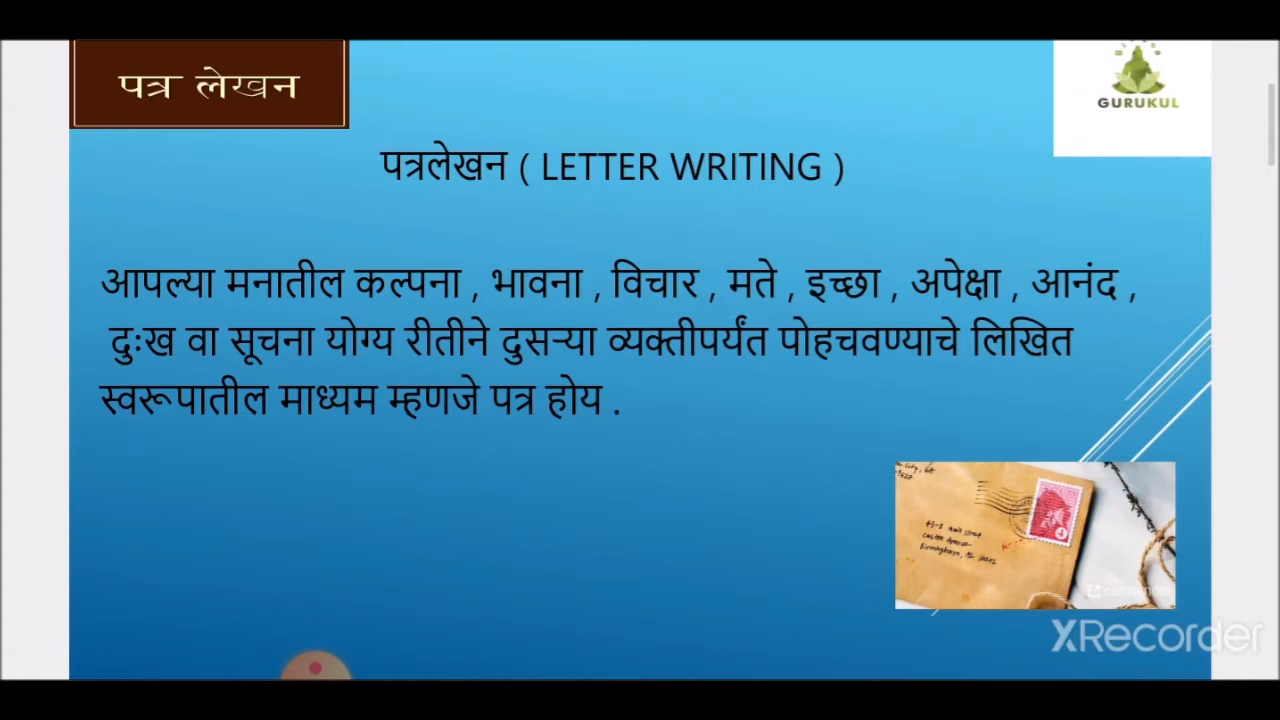 पत्र लेखन
GURUKUL
पत्रलेखन ( LETTER WRITING )
आपल्या मनातील कल्पना , भावना , विचार , मते , इच्छा , अपेक्षा , आनंद ,
दुःख वा सूचना योग्य रीतीने दुसऱ्या व्यक्तीपर्यंत पोहचवण्याचे लिखित
स्वरूपातील माध्यम म्हणजे पत्र होय .
XRecorder